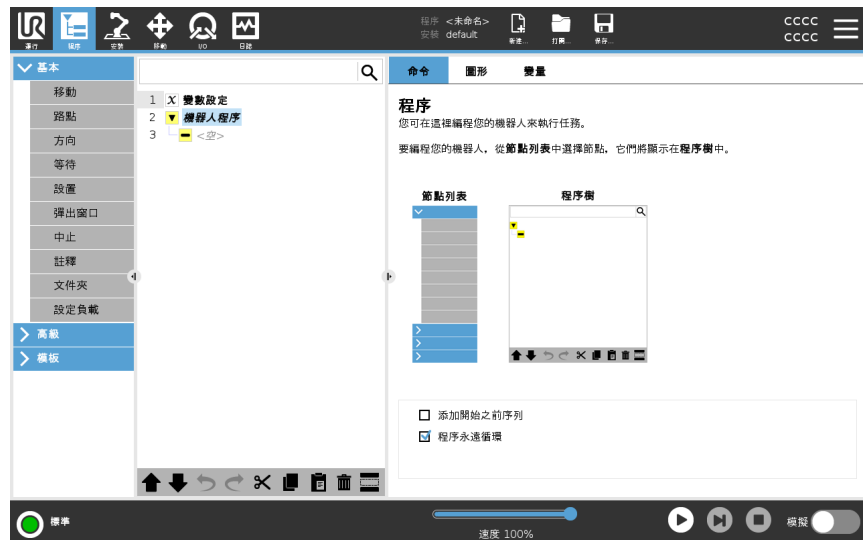 UR
運行
程序
安裝
移動
I/O
日誌
程序 <未命名>
安裝 default
新建...
打開...
保存...
CCCC
CCCC
基本
移動
路點
方向
等待
設置
彈出窗口
中止
註釋
文件夾
設定負載
高級
模板
1 X 變數設定
2 機器人程序
3 <空>
命令 圖形 變量
程序
您可在這裡編程您的機器人來執行任務。
要編程您的機器人，從節點列表中選擇節點，它們將顯示在程序樹中。
節點列表
程序樹
添加開始之前序列
程序永遠循環
標準
速度 100%
模擬